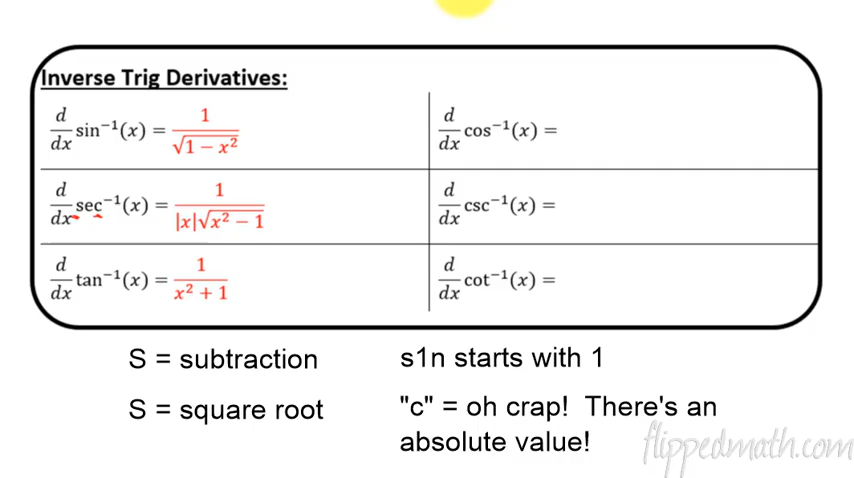 Inverse Trig Derivatives:
d/dx sin⁻¹(x) = 1/√(1 − x²)
d/dx cos⁻¹(x) =
d/dx sec⁻¹(x) = 1/(|x|√(x² − 1))
d/dx csc⁻¹(x) =
d/dx tan⁻¹(x) = 1/(x² + 1)
d/dx cot⁻¹(x) =
S = subtraction
S = square root
s1n starts with 1
"c" = oh crap! There's an
absolute value!
flippedmath.com